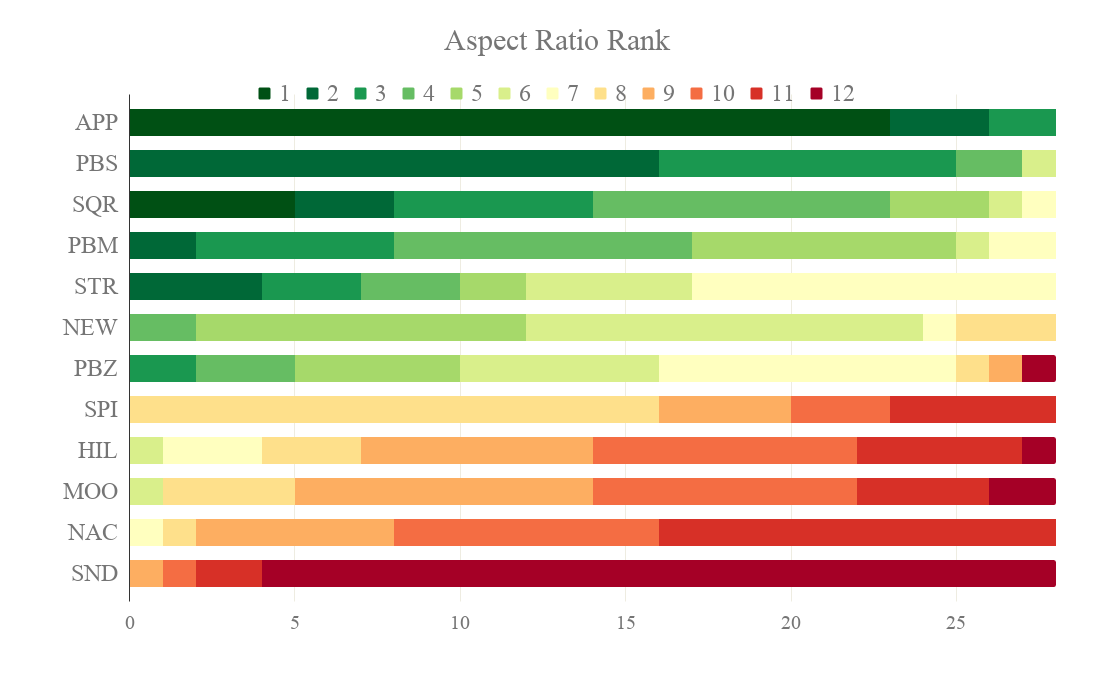 Aspect Ratio Rank
1 2 3 4 5 6 7 8 9 10 11 12
APP
PBS
SQR
PBM
STR
NEW
PBZ
SPI
HIL
MOO
NAC
SND
0 5 10 15 20 25